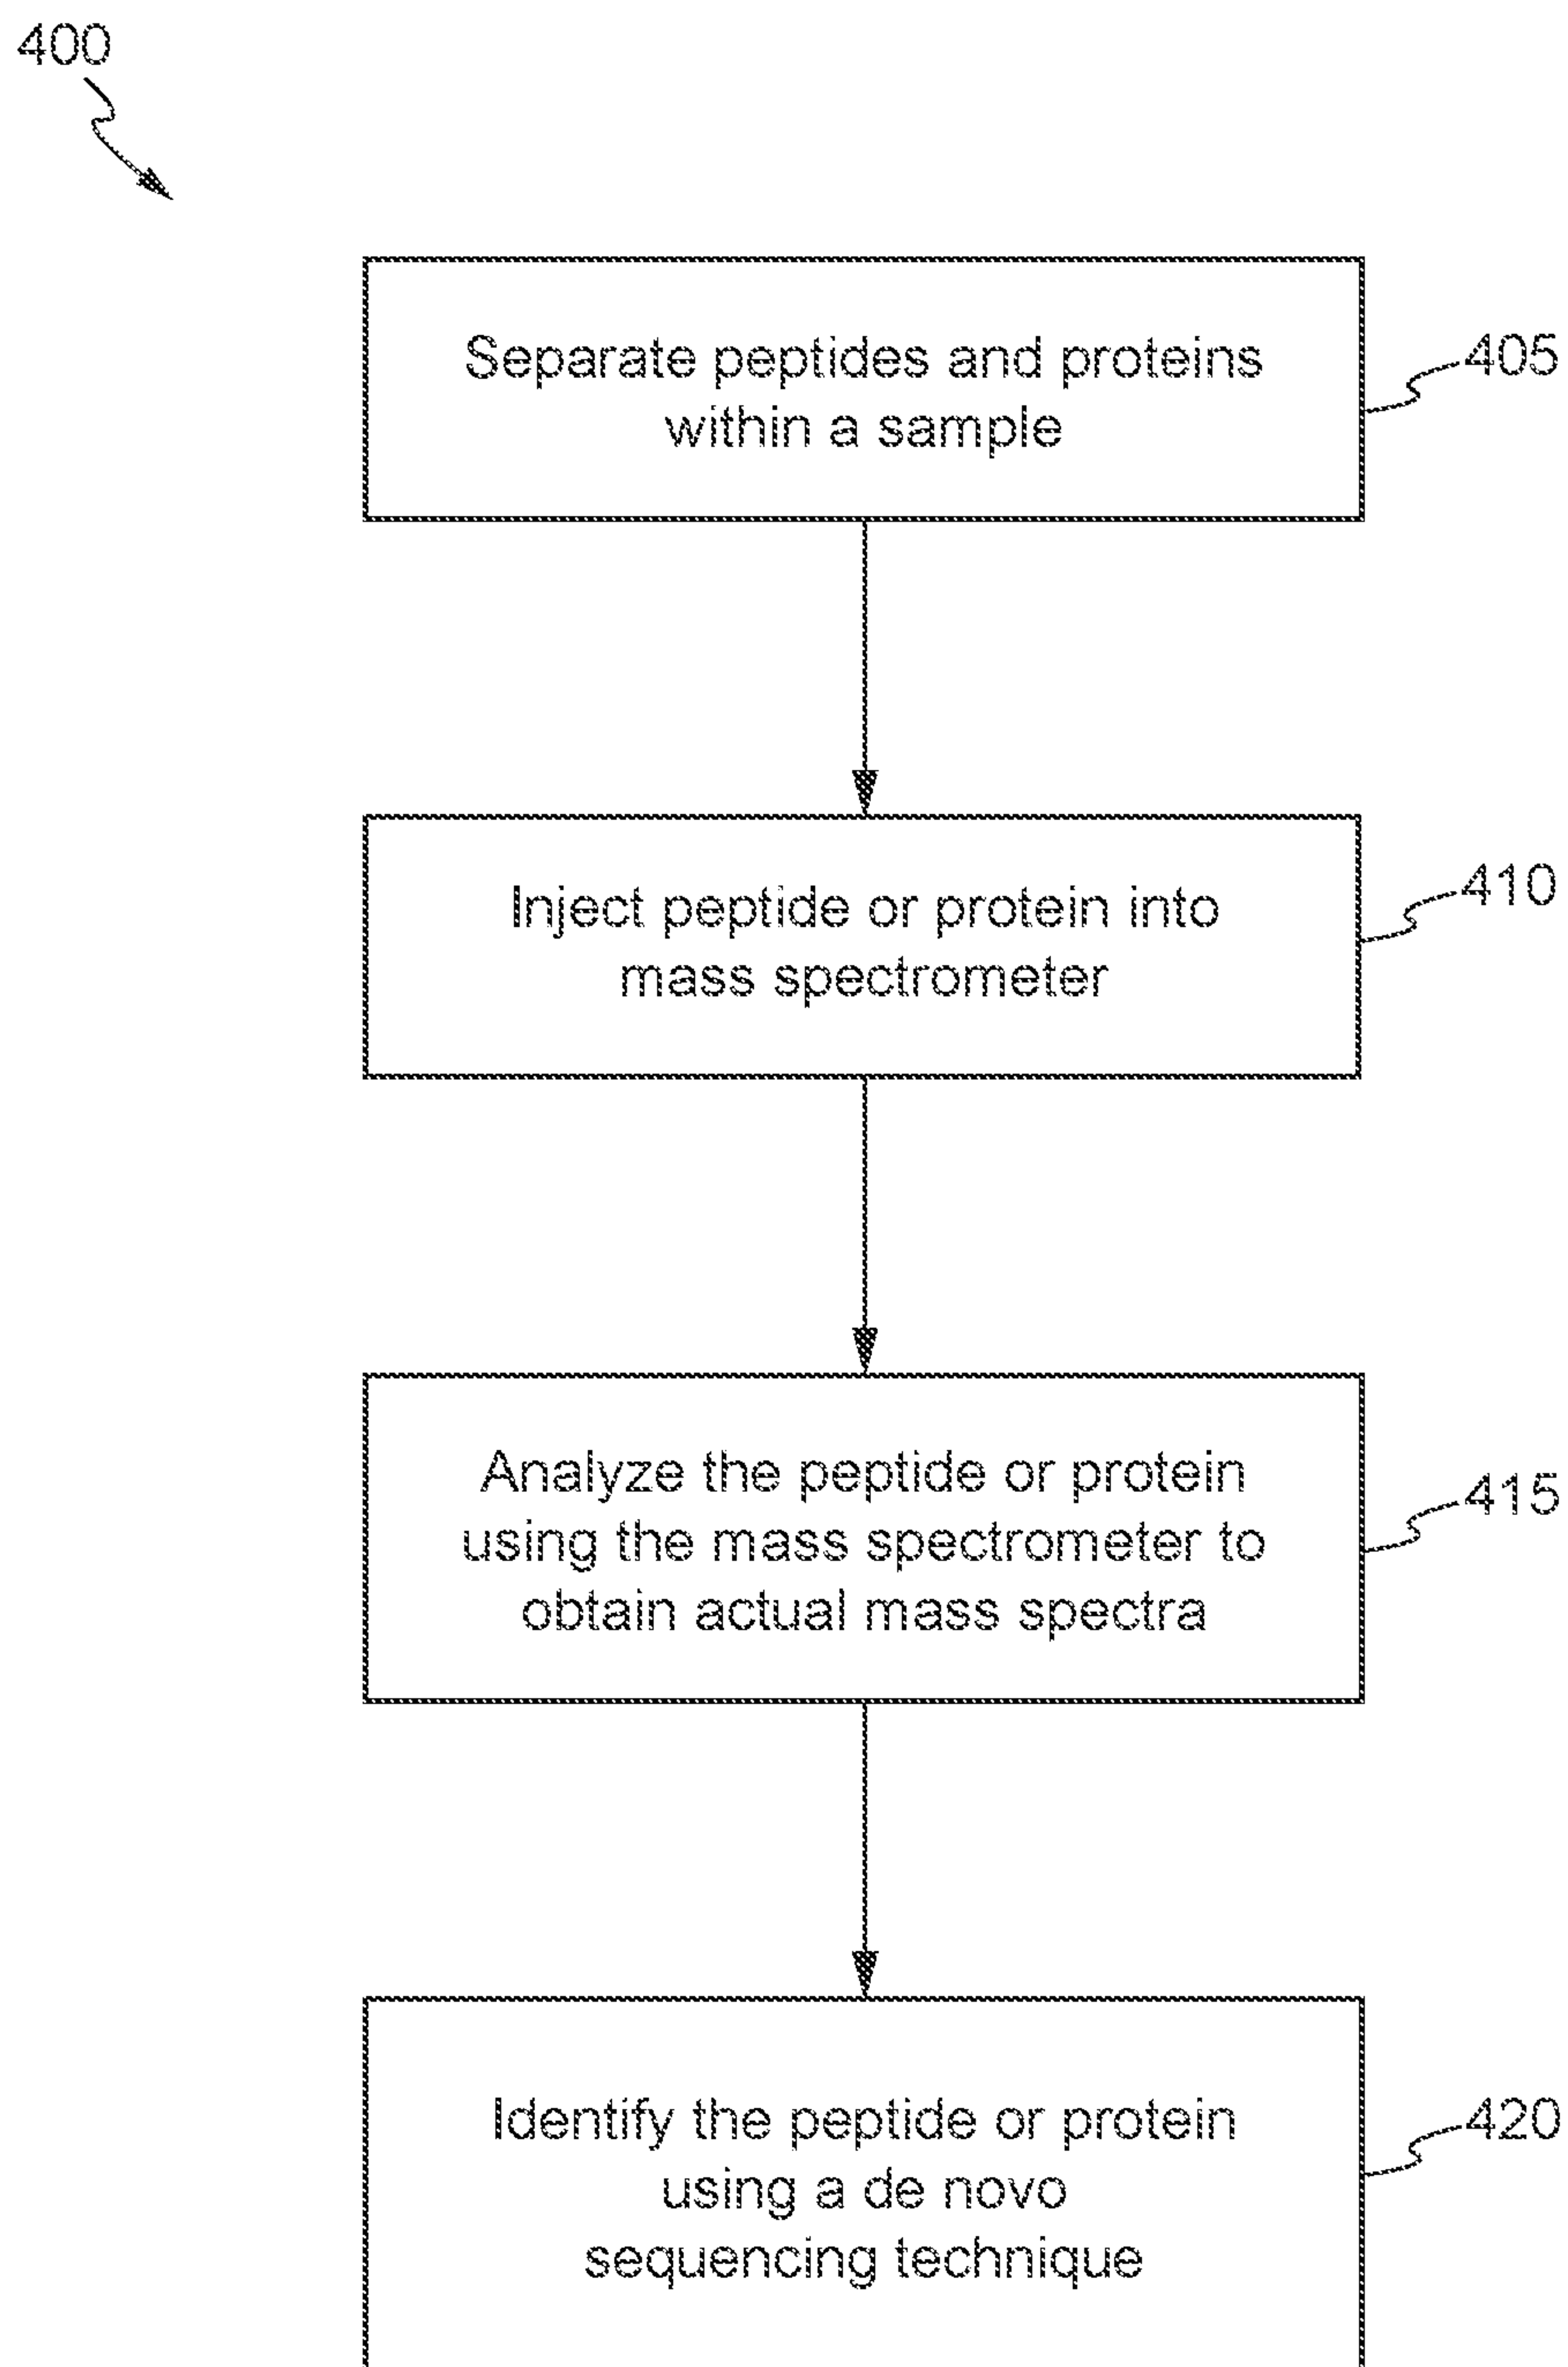 400
Separate peptides and proteins
within a sample
405
Inject peptide or protein into
mass spectrometer
410
Analyze the peptide or protein
using the mass spectrometer to
obtain actual mass spectra
415
Identify the peptide or protein
using a de novo
sequencing technique
420